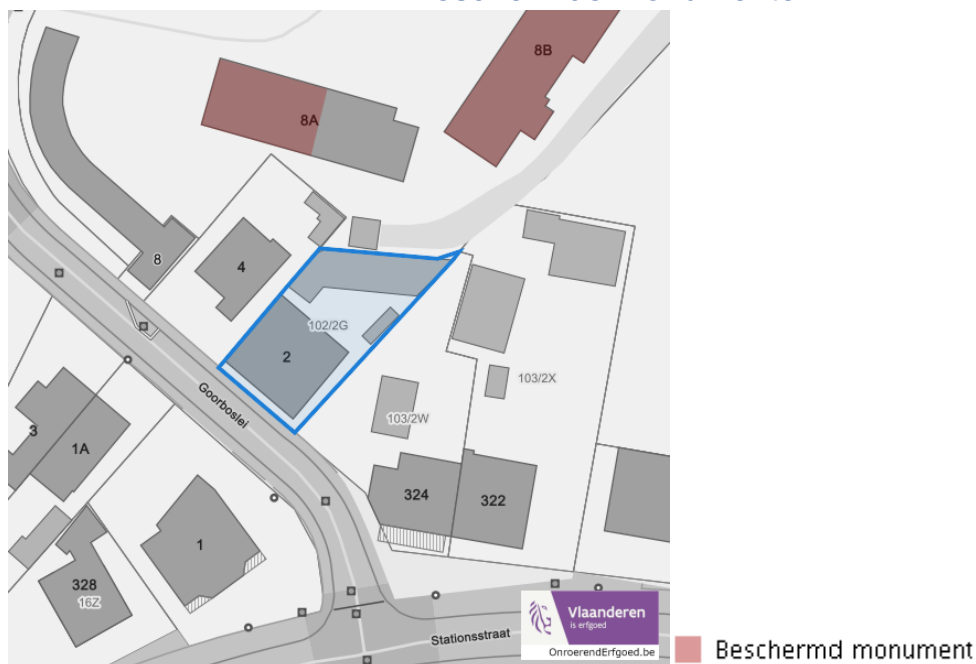 8B
8A
8
4
102/2G
2
Goorboslei
103/2X
103/2W
3
1A
324
322
1
328
16Z
Stationsstraat
Vlaanderen
is erfgoed
OnroerendErfgoed.be
Beschermd monument